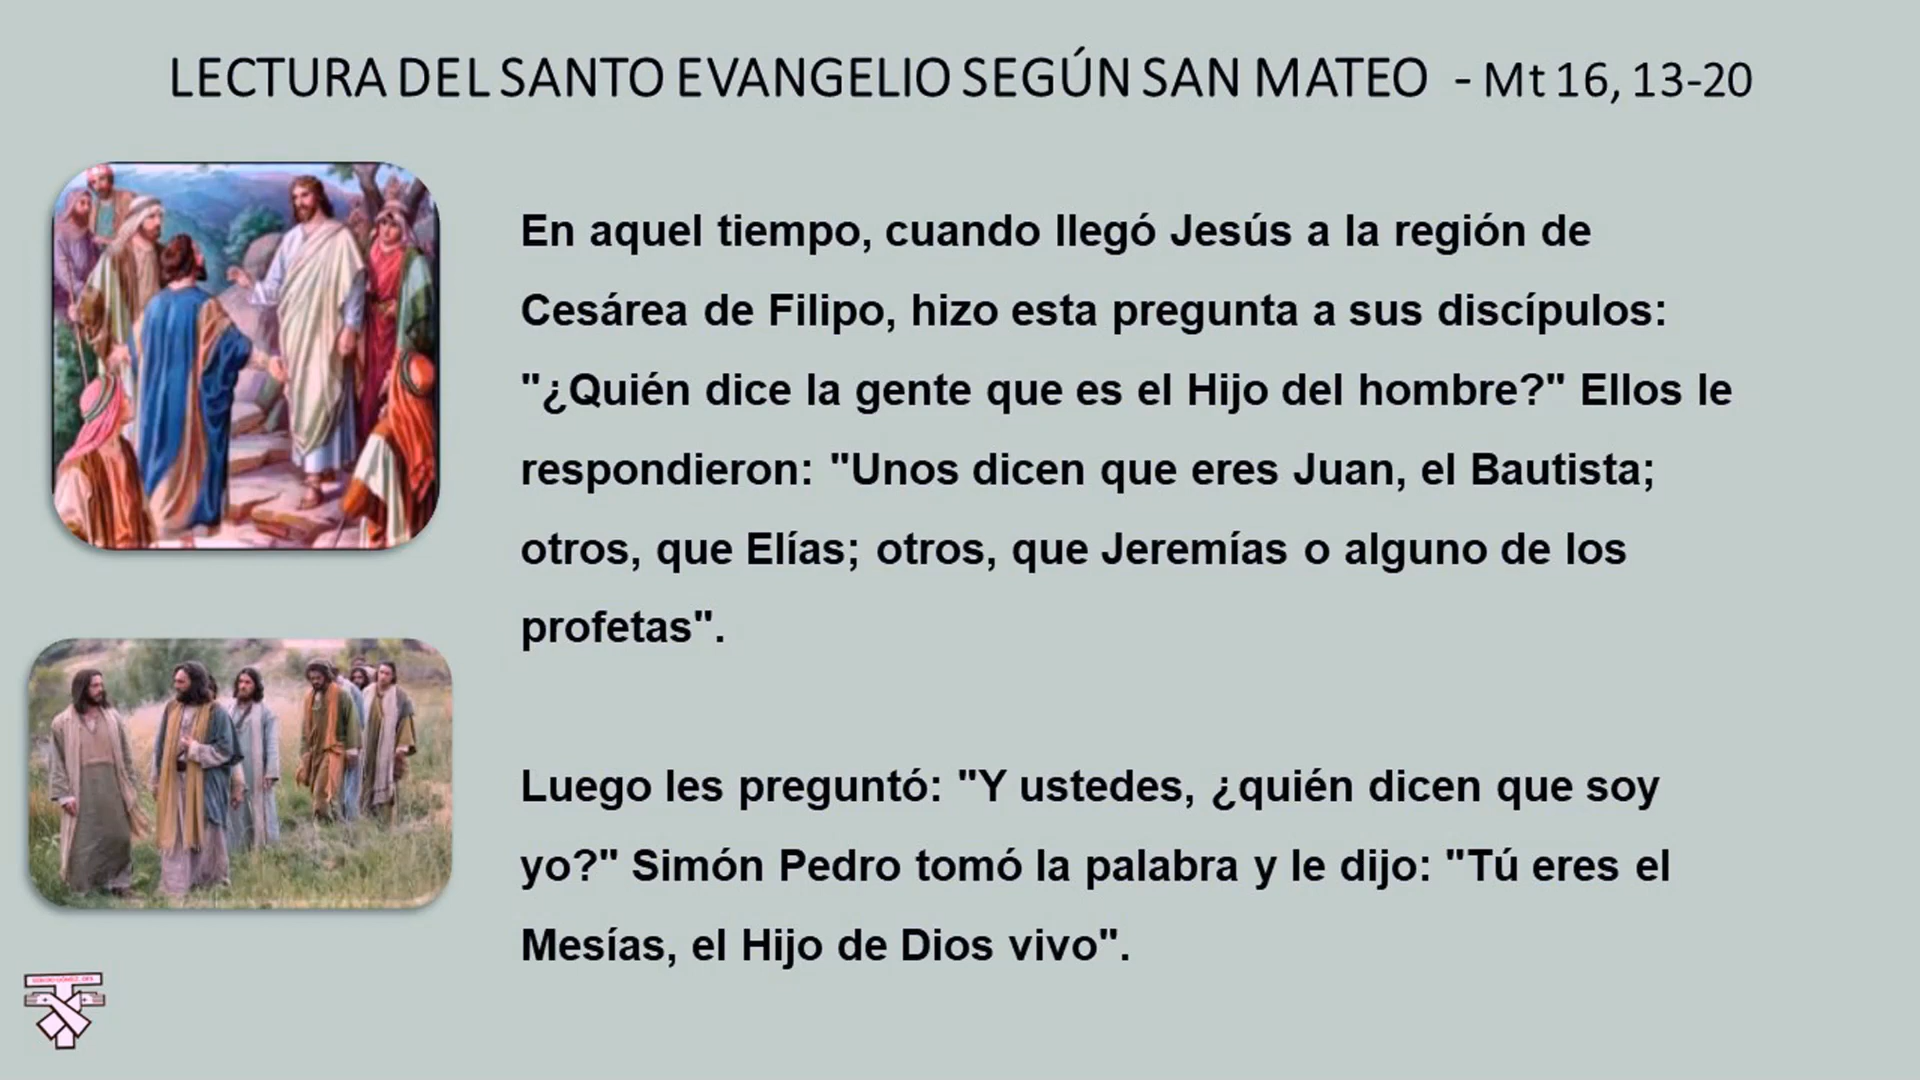 LECTURA DEL SANTO EVANGELIO SEGÚN SAN MATEO - Mt 16, 13-20
En aquel tiempo, cuando llegó Jesús a la región de
Cesárea de Filipo, hizo esta pregunta a sus discípulos:
"¿Quién dice la gente que es el Hijo del hombre?" Ellos le
respondieron: "Unos dicen que eres Juan, el Bautista;
otros, que Elías; otros, que Jeremías o alguno de los
profetas".
Luego les preguntó: "Y ustedes, ¿quién dicen que soy
yo?" Simón Pedro tomó la palabra y le dijo: "Tú eres el
Mesías, el Hijo de Dios vivo".